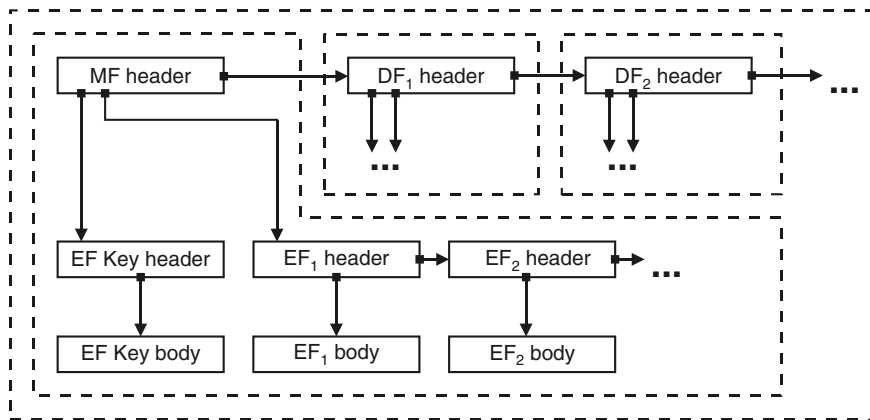 MF header
DF₁ header
DF₂ header
...
...
...
EF Key header
EF₁ header
EF₂ header
...
EF Key body
EF₁ body
EF₂ body